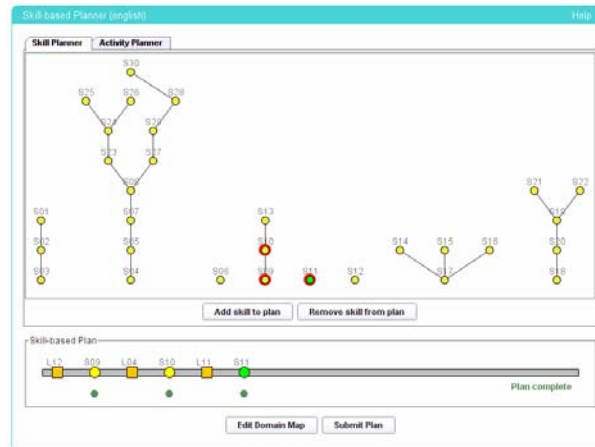 Skill-based Planner (english) Help
Skill Planner Activity Planner
S30
S25 S26 S28
S24 S29
S23 S27
S01 S07 S13
S21 S22
S19
S02 S05 S10 S14 S15 S16 S20
S03 S04 S09 S11 S12 S17 S18
Add skill to plan Remove skill from plan
Skill-based Plan
L12 S09 L04 S10 L11 S11
Plan complete
Edit Domain Map Submit Plan